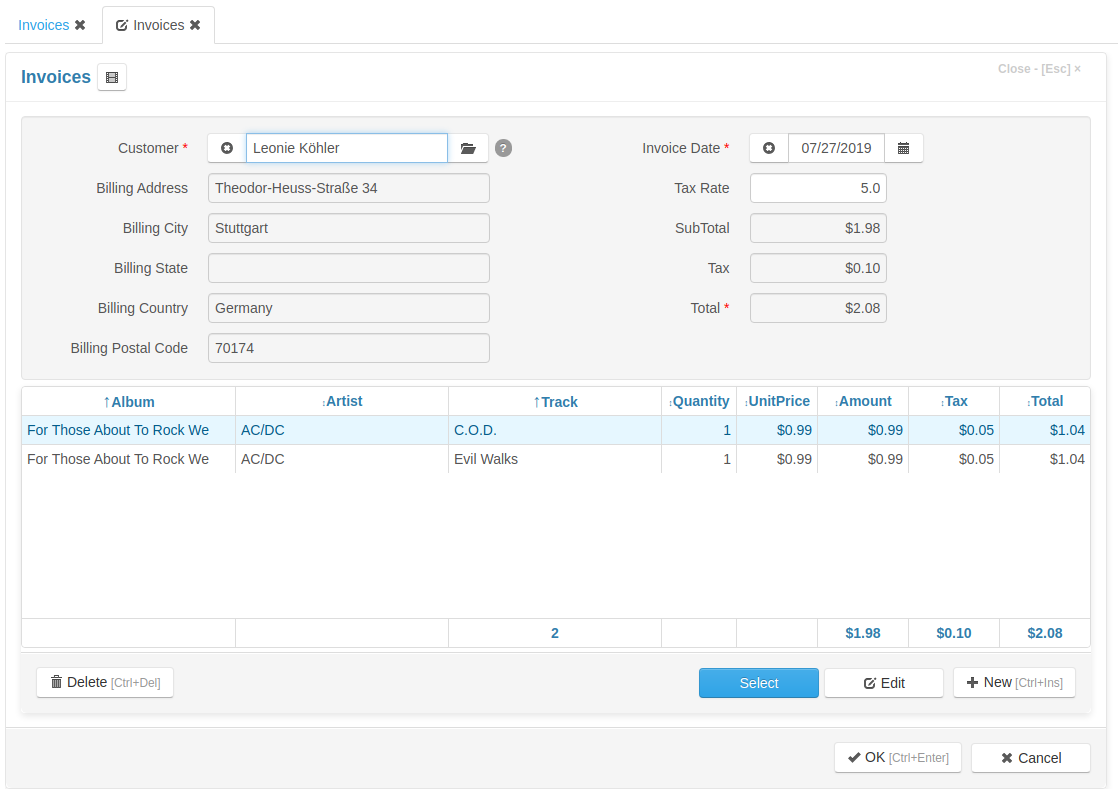 Invoices ✖ Invoices ✖
Invoices Close - [Esc] ×
Customer * Leonie Köhler ? Invoice Date * 07/27/2019
Billing Address Theodor-Heuss-Straße 34 Tax Rate 5.0
Billing City Stuttgart SubTotal $1.98
Billing State Tax $0.10
Billing Country Germany Total * $2.08
Billing Postal Code 70174
↑Album ↕Artist ↑Track ↕Quantity ↕UnitPrice ↕Amount ↕Tax ↕Total
For Those About To Rock We AC/DC C.O.D. 1 $0.99 $0.99 $0.05 $1.04
For Those About To Rock We AC/DC Evil Walks 1 $0.99 $0.99 $0.05 $1.04
2 $1.98 $0.10 $2.08
Delete [Ctrl+Del] Select Edit New [Ctrl+Ins]
OK [Ctrl+Enter] Cancel